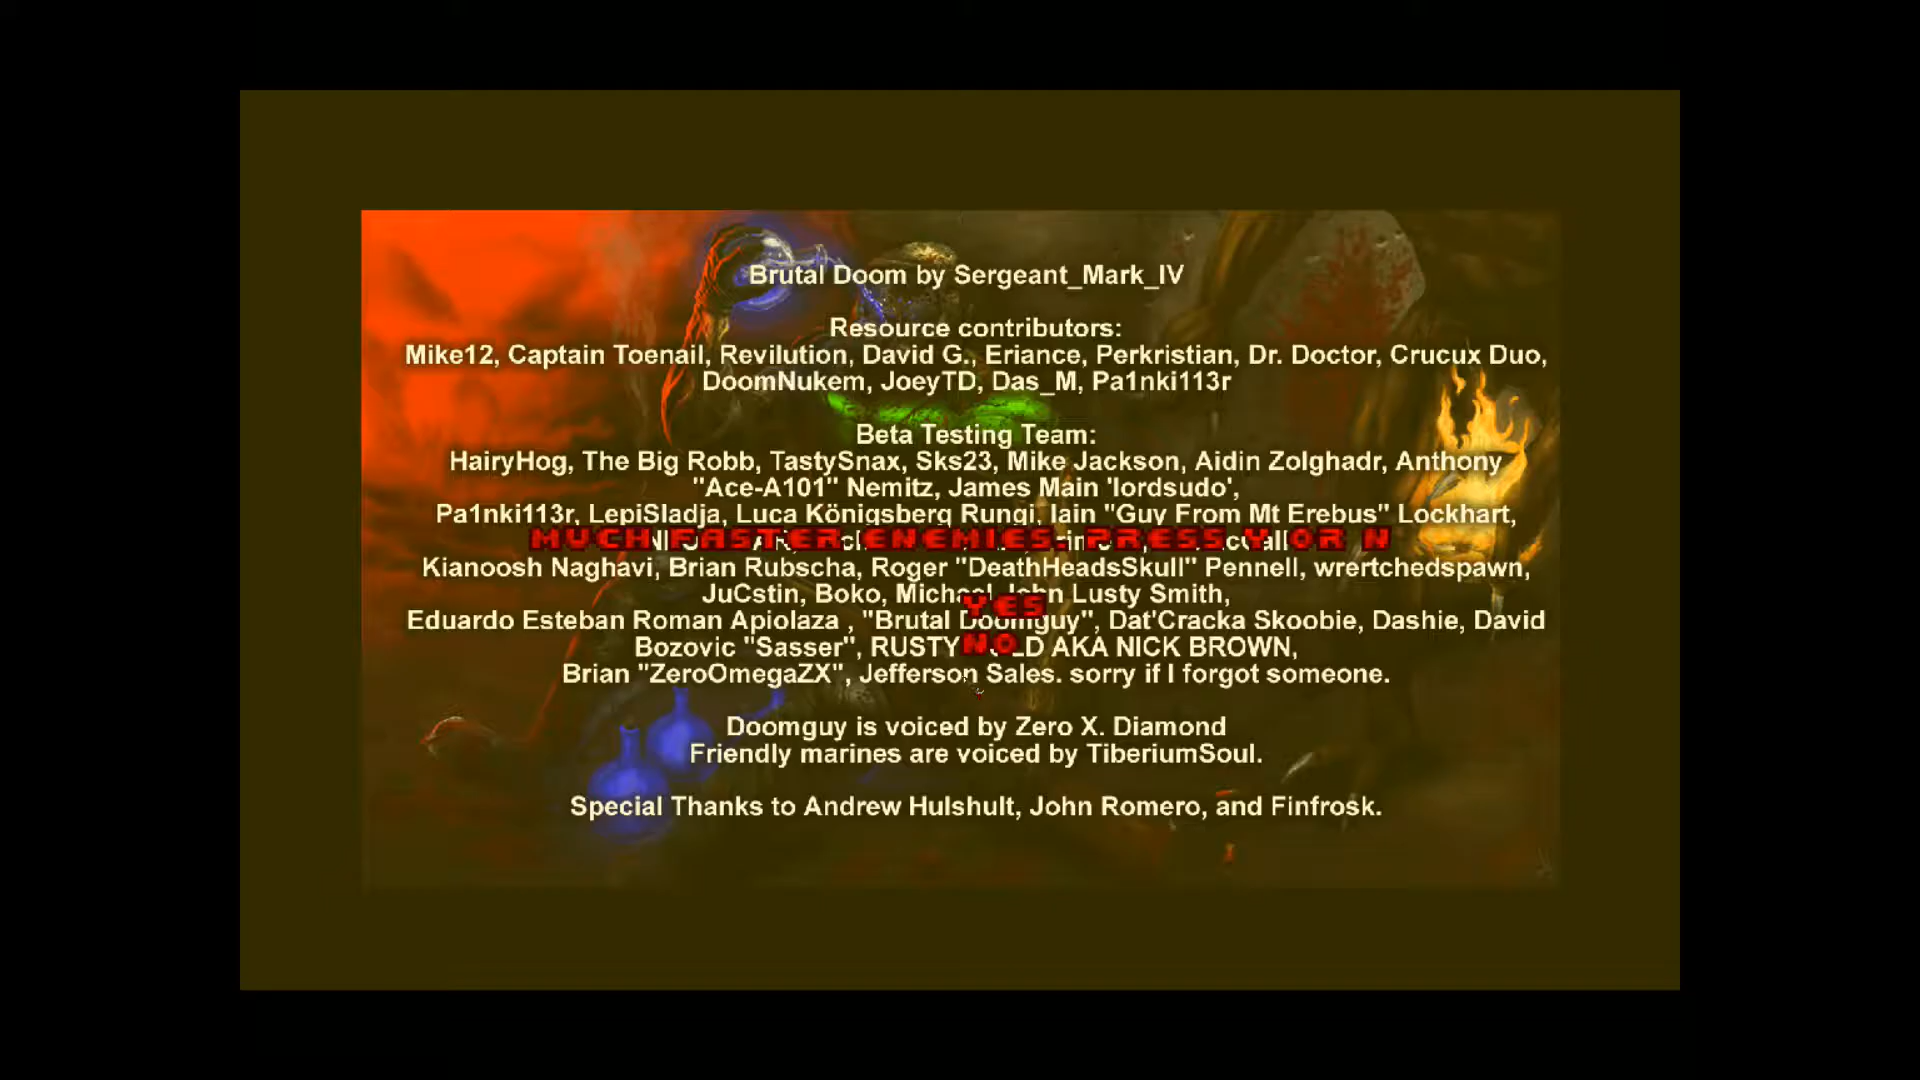 Brutal Doom by Sergeant_Mark_IV
Resource contributors:
Mike12, Captain Toenail, Revilution, David G., Eriance, Perkristian, Dr. Doctor, Crucux Duo,
DoomNukem, JoeyTD, Das_M, Pa1nki113r
Beta Testing Team:
HairyHog, The Big Robb, TastySnax, Sks23, Mike Jackson, Aidin Zolghadr, Anthony
"Ace-A101" Nemitz, James Main 'lordsudo',
Pa1nki113r, LepiSladja, Luca Königsberg Rungi, Iain "Guy From Mt Erebus" Lockhart,
MUCH FASTER ENEMIES. PRESS Y OR N
Kianoosh Naghavi, Brian Rubscha, Roger "DeathHeadsSkull" Pennell, wrertchedspawn,
JuCstin, Boko, Michael John Lusty Smith,
YES
Eduardo Esteban Roman Apiolaza , "Brutal Doomguy", Dat'Cracka Skoobie, Dashie, David
Bozovic "Sasser", RUSTY AKA NICK BROWN,
NO
Brian "ZeroOmegaZX", Jefferson Sales. sorry if I forgot someone.
Doomguy is voiced by Zero X. Diamond
Friendly marines are voiced by TiberiumSoul.
Special Thanks to Andrew Hulshult, John Romero, and Finfrosk.